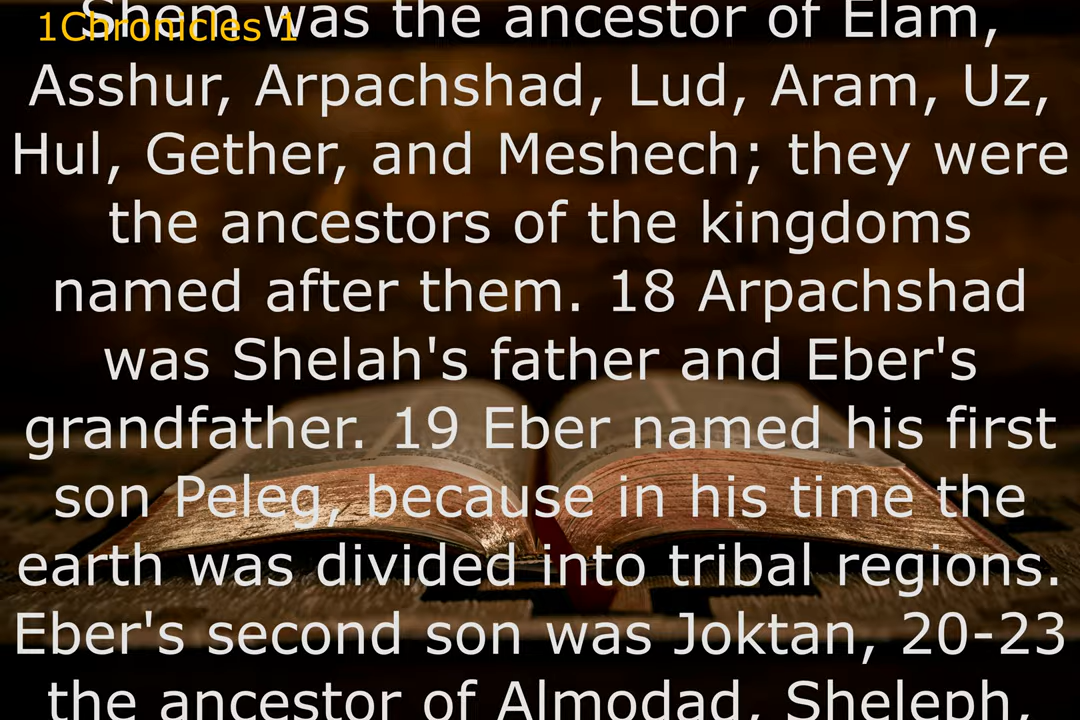 1Chronicles 1
Shem was the ancestor of Elam,
Asshur, Arpachshad, Lud, Aram, Uz,
Hul, Gether, and Meshech; they were
the ancestors of the kingdoms
named after them. 18 Arpachshad
was Shelah's father and Eber's
grandfather. 19 Eber named his first
son Peleg, because in his time the
earth was divided into tribal regions.
Eber's second son was Joktan, 20-23
the ancestor of Almodad, Sheleph,